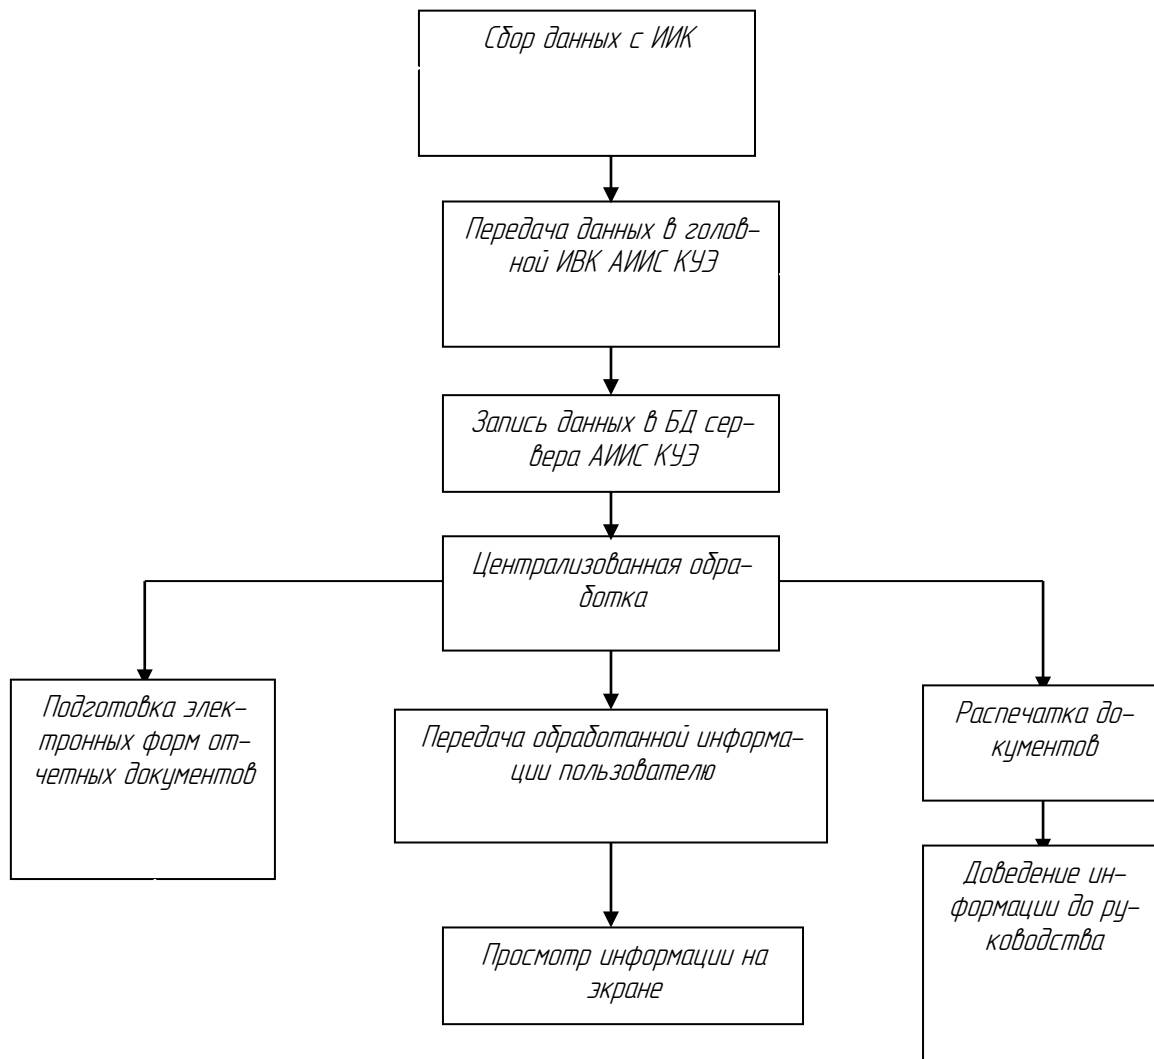 Сбор данных с ИИК
Передача данных в голов-
ной ИВК АИИС КУЭ
Запись данных в БД сер-
вера АИИС КУЭ
Централизованная обра-
ботка
Подготовка элек-
тронных форм от-
четных документов
Передача обработанной информа-
ции пользователю
Распечатка до-
кументов
Доведение ин-
формации до ру-
ководства
Просмотр информации на
экране